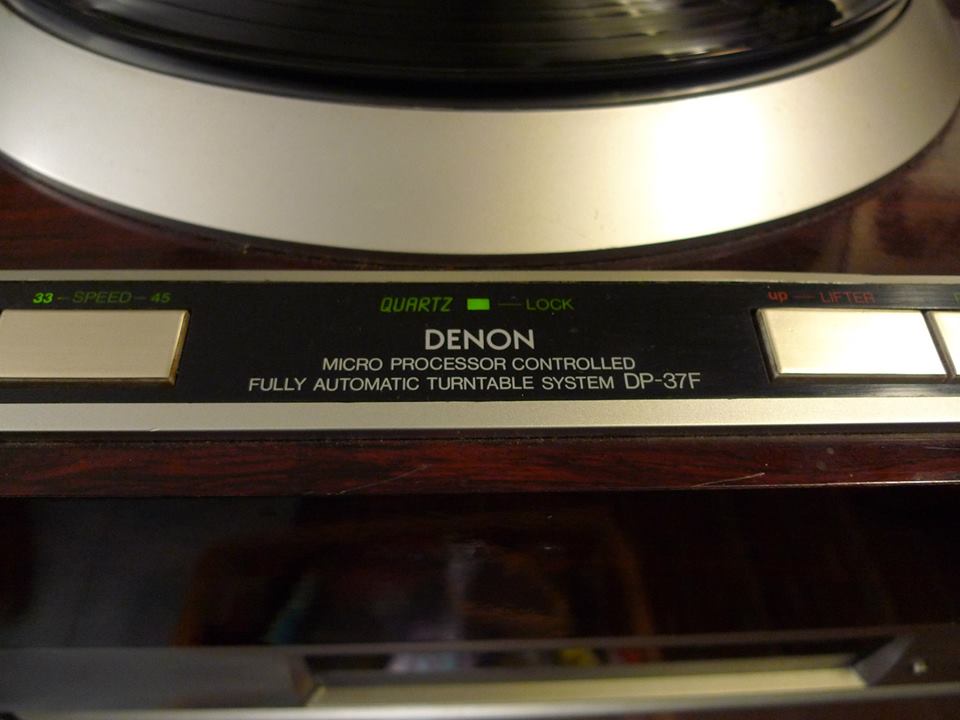 33 — SPEED — 45
QUARTZ — LOCK
up — LIFTER
DENON
MICRO PROCESSOR CONTROLLED
FULLY AUTOMATIC TURNTABLE SYSTEM DP-37F